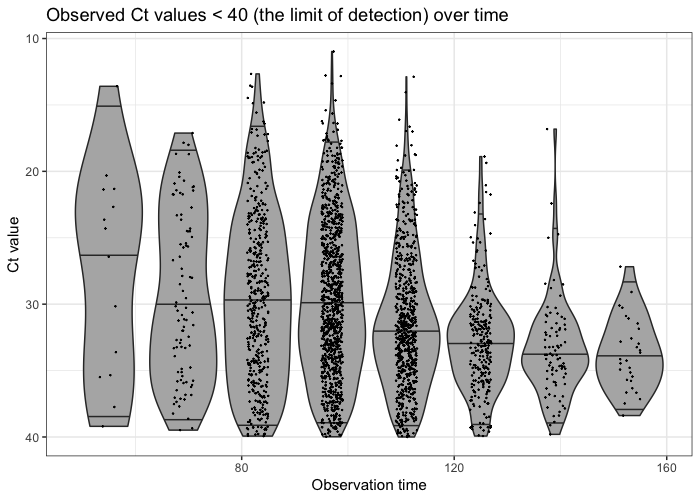 Observed Ct values < 40 (the limit of detection) over time
10
20
30
40
Ct value
80
120
160
Observation time